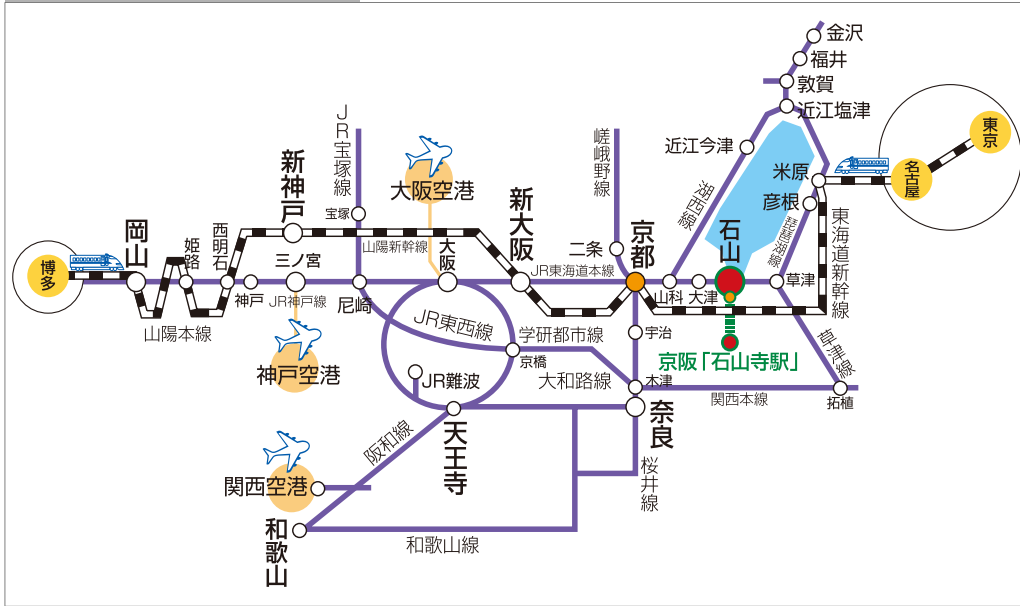 金沢
福井
敦賀
近江塩津
近江今津
湖西線
米原
彦根
琵琶湖線
東海道新幹線
名古屋
東京
JR宝塚線
宝塚
新神戸
大阪空港
山陽新幹線
大阪
新大阪
嵯峨野線
二条
京都
JR東海道本線
石山
山科
大津
草津
草津線
博多
岡山
姫路
西明石
山陽本線
神戸
三ノ宮
JR神戸線
尼崎
神戸空港
JR東西線
学研都市線
京橋
宇治
京阪「石山寺駅」
大和路線
木津
関西本線
拓植
JR難波
奈良
天王寺
阪和線
桜井線
関西空港
和歌山
和歌山線